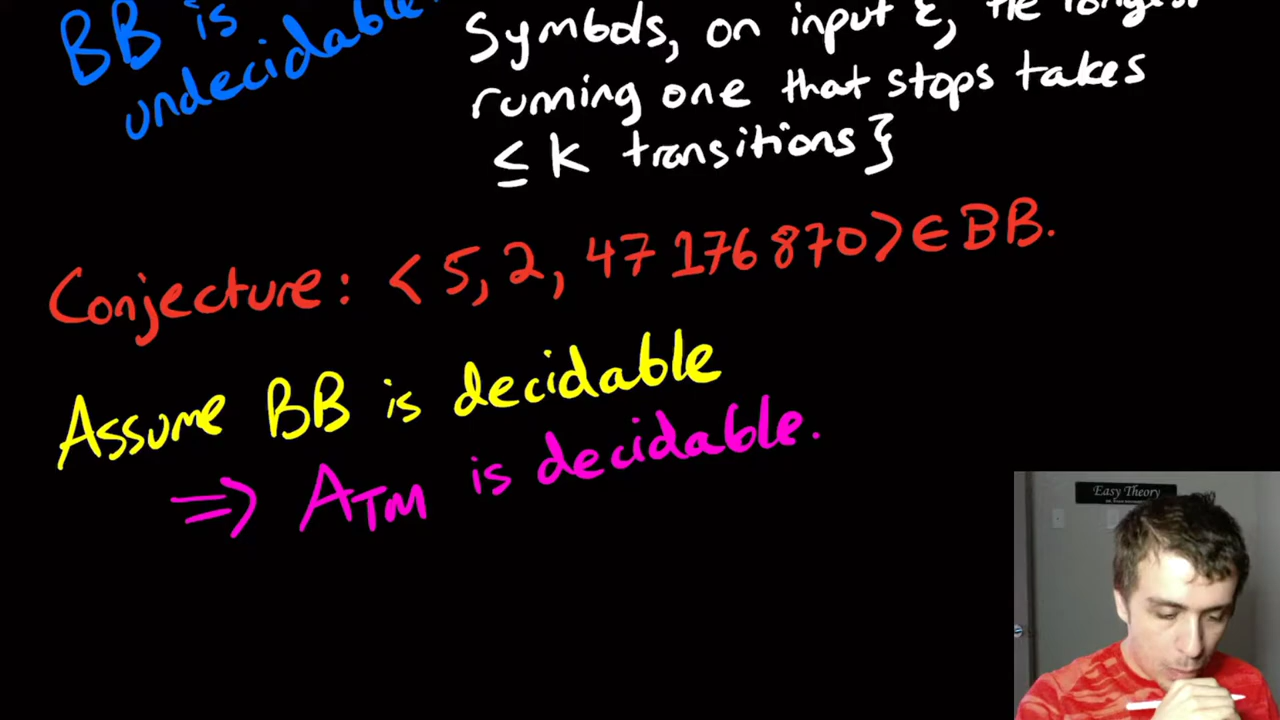 BB is
undecidable.
Symbols, on input ε, the longest
running one that stops takes
≤ K transitions}
Conjecture: < 5, 2, 47 176 870 > ∈ BB.
Assume BB is decidable
=> ATM is decidable.
Easy Theory